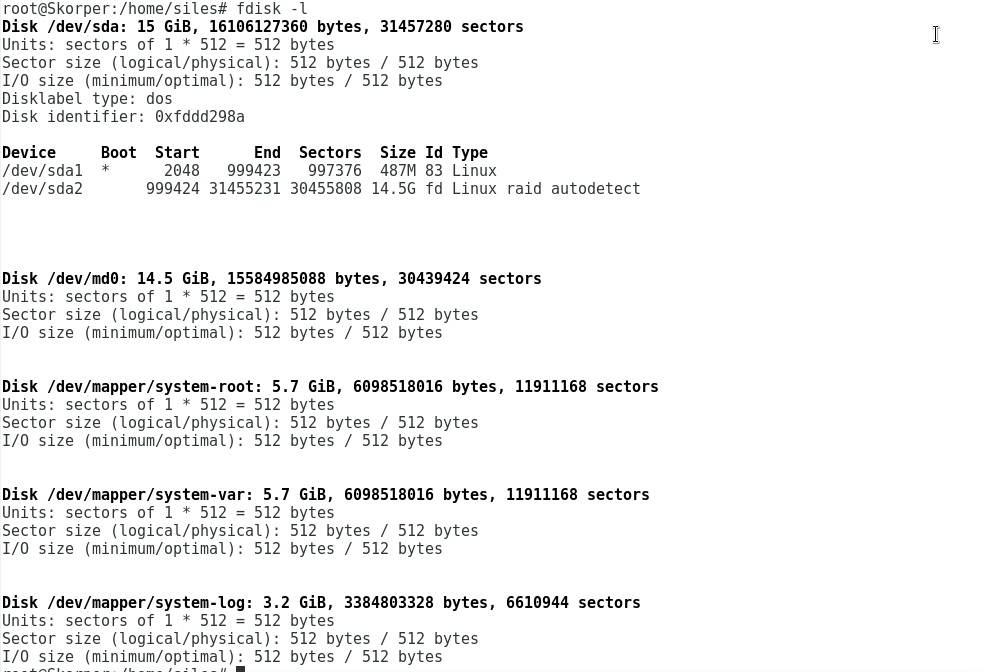 root@Skorper:/home/siles# fdisk -l
Disk /dev/sda: 15 GiB, 16106127360 bytes, 31457280 sectors
Units: sectors of 1 * 512 = 512 bytes
Sector size (logical/physical): 512 bytes / 512 bytes
I/O size (minimum/optimal): 512 bytes / 512 bytes
Disklabel type: dos
Disk identifier: 0xfddd298a
Device     Boot  Start      End  Sectors  Size Id Type
/dev/sda1  *      2048   999423   997376  487M 83 Linux
/dev/sda2       999424 31455231 30455808 14.5G fd Linux raid autodetect
Disk /dev/md0: 14.5 GiB, 15584985088 bytes, 30439424 sectors
Units: sectors of 1 * 512 = 512 bytes
Sector size (logical/physical): 512 bytes / 512 bytes
I/O size (minimum/optimal): 512 bytes / 512 bytes
Disk /dev/mapper/system-root: 5.7 GiB, 6098518016 bytes, 11911168 sectors
Units: sectors of 1 * 512 = 512 bytes
Sector size (logical/physical): 512 bytes / 512 bytes
I/O size (minimum/optimal): 512 bytes / 512 bytes
Disk /dev/mapper/system-var: 5.7 GiB, 6098518016 bytes, 11911168 sectors
Units: sectors of 1 * 512 = 512 bytes
Sector size (logical/physical): 512 bytes / 512 bytes
I/O size (minimum/optimal): 512 bytes / 512 bytes
Disk /dev/mapper/system-log: 3.2 GiB, 3384803328 bytes, 6610944 sectors
Units: sectors of 1 * 512 = 512 bytes
Sector size (logical/physical): 512 bytes / 512 bytes
I/O size (minimum/optimal): 512 bytes / 512 bytes
root@Skorper:/home/siles#